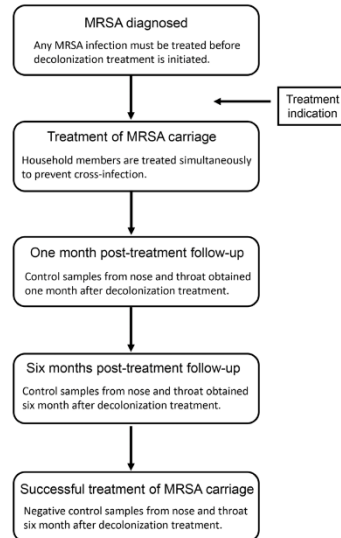 MRSA diagnosed
Any MRSA infection must be treated before
decolonization treatment is initiated.
Treatment
indication
Treatment of MRSA carriage
Household members are treated simultaneously
to prevent cross-infection.
One month post-treatment follow-up
Control samples from nose and throat obtained
one month after decolonization treatment.
Six months post-treatment follow-up
Control samples from nose and throat obtained
six month after decolonization treatment.
Successful treatment of MRSA carriage
Negative control samples from nose and throat
six month after decolonization treatment.